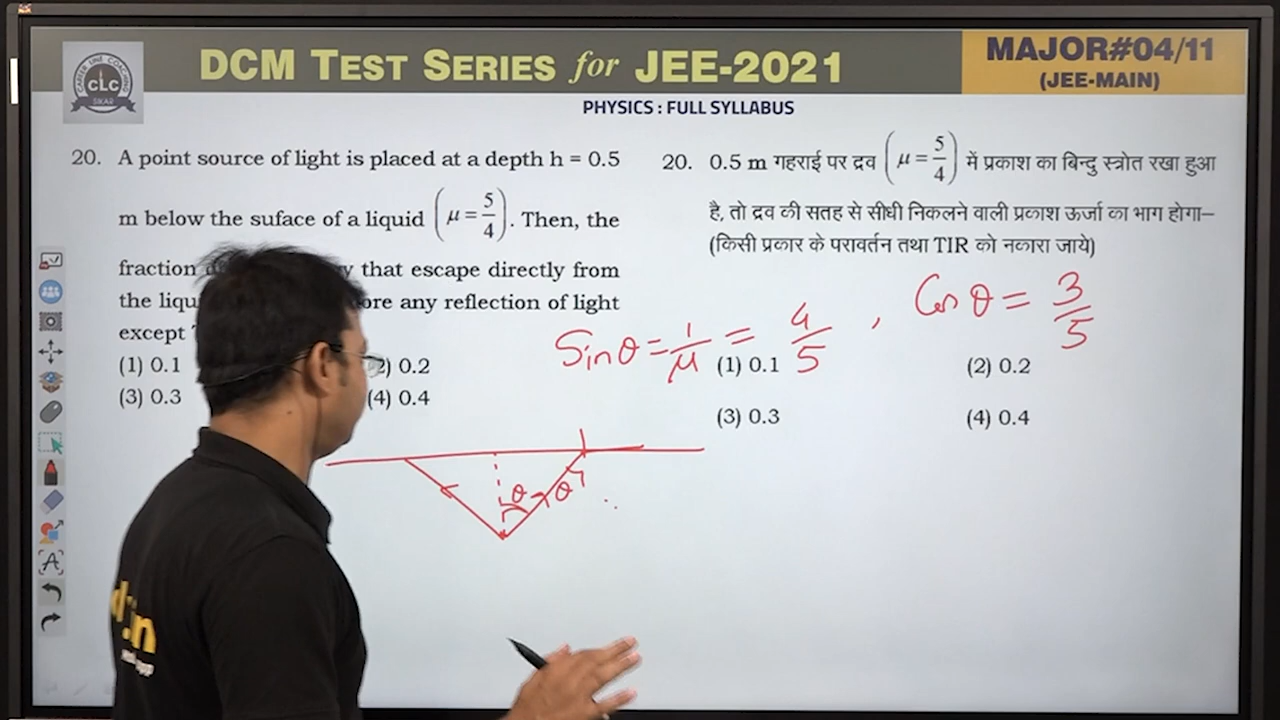 DCM TEST SERIES for JEE-2021
MAJOR#04/11
(JEE-MAIN)
CAREER LINE COACHING
CLC
SIKAR
PHYSICS : FULL SYLLABUS
20. A point source of light is placed at a depth h = 0.5
m below the suface of a liquid (μ = 5/4). Then, the
fraction that escape directly from
the liqu ore any reflection of light
except
(1) 0.1
2) 0.2
(3) 0.3
(4) 0.4
20. 0.5 m गहराई पर द्रव (μ = 5/4) में प्रकाश का बिन्दु स्त्रोत रखा हुआ
है, तो द्रव की सतह से सीधी निकलने वाली प्रकाश ऊर्जा का भाग होगा–
(किसी प्रकार के परावर्तन तथा TIR को नकारा जाये)
(1) 0.1
(2) 0.2
(3) 0.3
(4) 0.4
Sinθ = 1/μ = 4/5 , Cosθ = 3/5
θ
θ